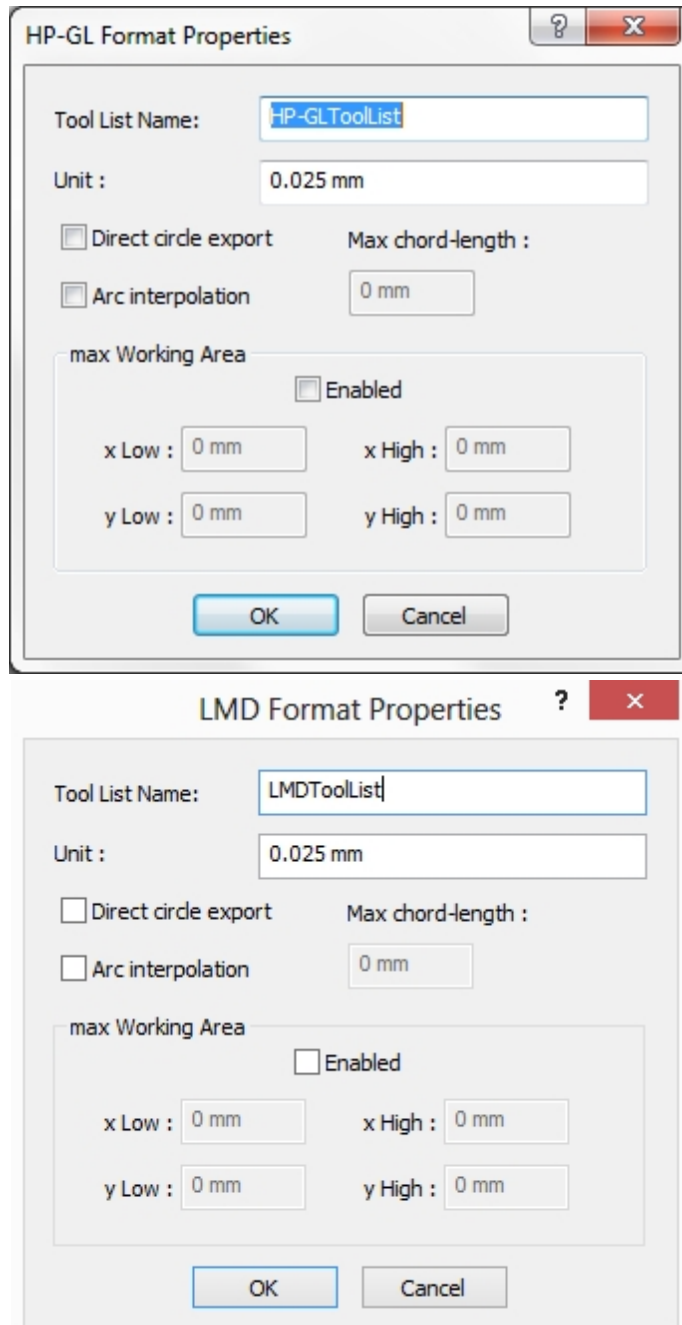 HP-GL Format Properties
?
Tool List Name: HP-GLToolList
Unit : 0.025 mm
Direct circle export Max chord-length :
Arc interpolation 0 mm
max Working Area
Enabled
x Low : 0 mm x High : 0 mm
y Low : 0 mm y High : 0 mm
OK Cancel
LMD Format Properties ?
Tool List Name: LMDToolList
Unit : 0.025 mm
Direct circle export Max chord-length :
Arc interpolation 0 mm
max Working Area
Enabled
x Low : 0 mm x High : 0 mm
y Low : 0 mm y High : 0 mm
OK Cancel